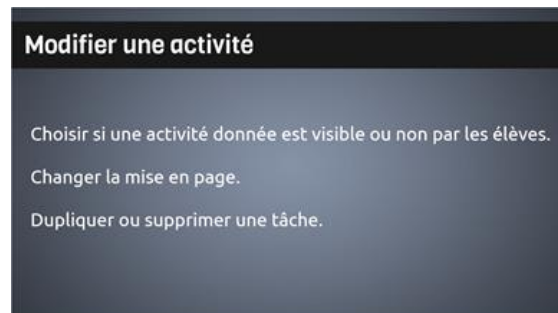 Modifier une activité
Choisir si une activité donnée est visible ou non par les élèves.
Changer la mise en page.
Dupliquer ou supprimer une tâche.